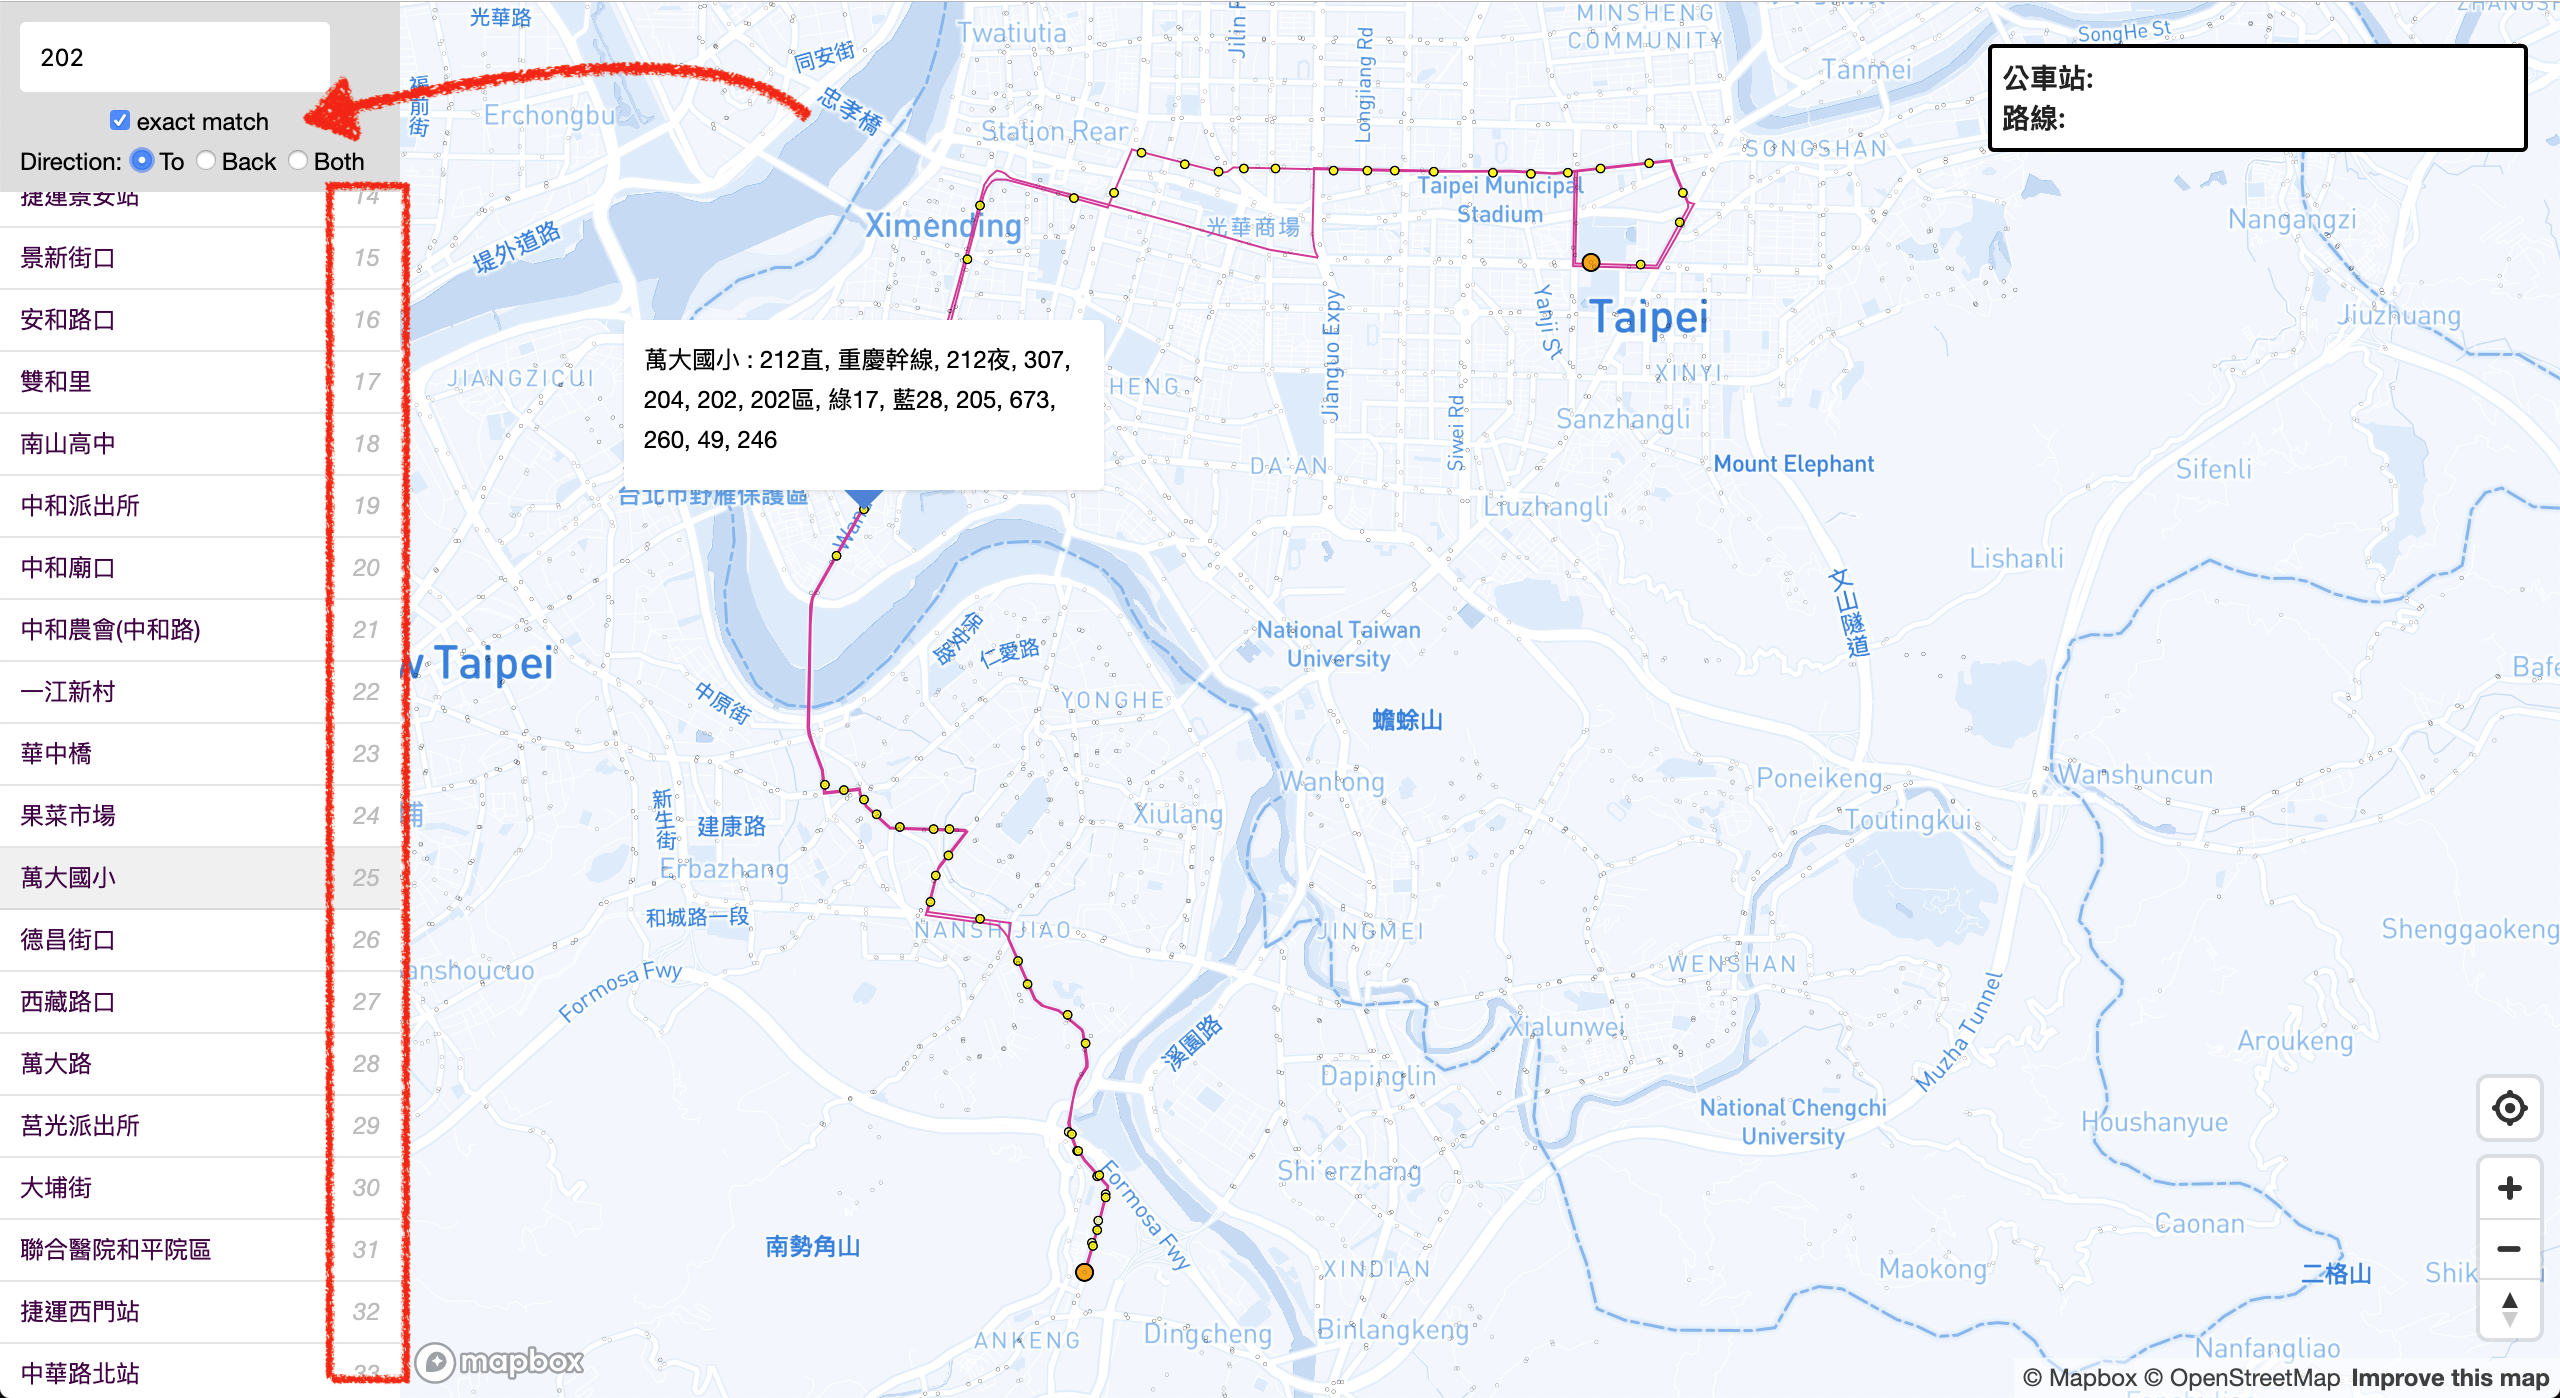 202
exact match
Direction: To Back Both
捷運景安站 14
景新街口 15
安和路口 16
雙和里 17
南山高中 18
中和派出所 19
中和廟口 20
中和農會(中和路) 21
一江新村 22
華中橋 23
果菜市場 24
萬大國小 25
德昌街口 26
西藏路口 27
萬大路 28
莒光派出所 29
大埔街 30
聯合醫院和平院區 31
捷運西門站 32
中華路北站 33
公車站:
路線:
萬大國小 : 212直, 重慶幹線, 212夜, 307,
204, 202, 202區, 綠17, 藍28, 205, 673,
260, 49, 246
光華路
同安街
福前街
忠孝橋
Erchongbu
堤外道路
Twatiutia
Station Rear
Ximending
Jilin
Longjiang Rd
MINSHENG
COMMUNITY
SongHe St
Tanmei
SONGSHAN
Taipei Municipal
Stadium
光華商場
Nangangzi
Jiuzhuang
Taipei
Yanji St
Jianguo Expy
XINYI
Sanzhangli
Siwei Rd
DA'AN
HENG
JIANGZICUI
Mount Elephant
Sifenli
Liuzhangli
Lishanli
台北市野雁保護區
文山隧道
保安路
仁愛路
National Taiwan
University
w Taipei
中原街
YONGHE
蟾蜍山
Wanlong
Poneikeng
Wanshuncun
Toutingkui
Xiulang
新生街
建康路
Erbazhang
埔
和城路一段
NANSHIJIAO
JINGMEI
WENSHAN
Shenggaokeng
anshoucuo
Formosa Fwy
溪園路
Xialunwei
Muzha Tunnel
Aroukeng
Dapinglin
National Chengchi
University
Houshanyue
Shi'erzhang
Formosa Fwy
南勢角山
XINDIAN
Caonan
Maokong
二格山
Shik
ANKENG
Dingcheng
Binlangkeng
Nanfangliao
mapbox
© Mapbox © OpenStreetMap Improve this map